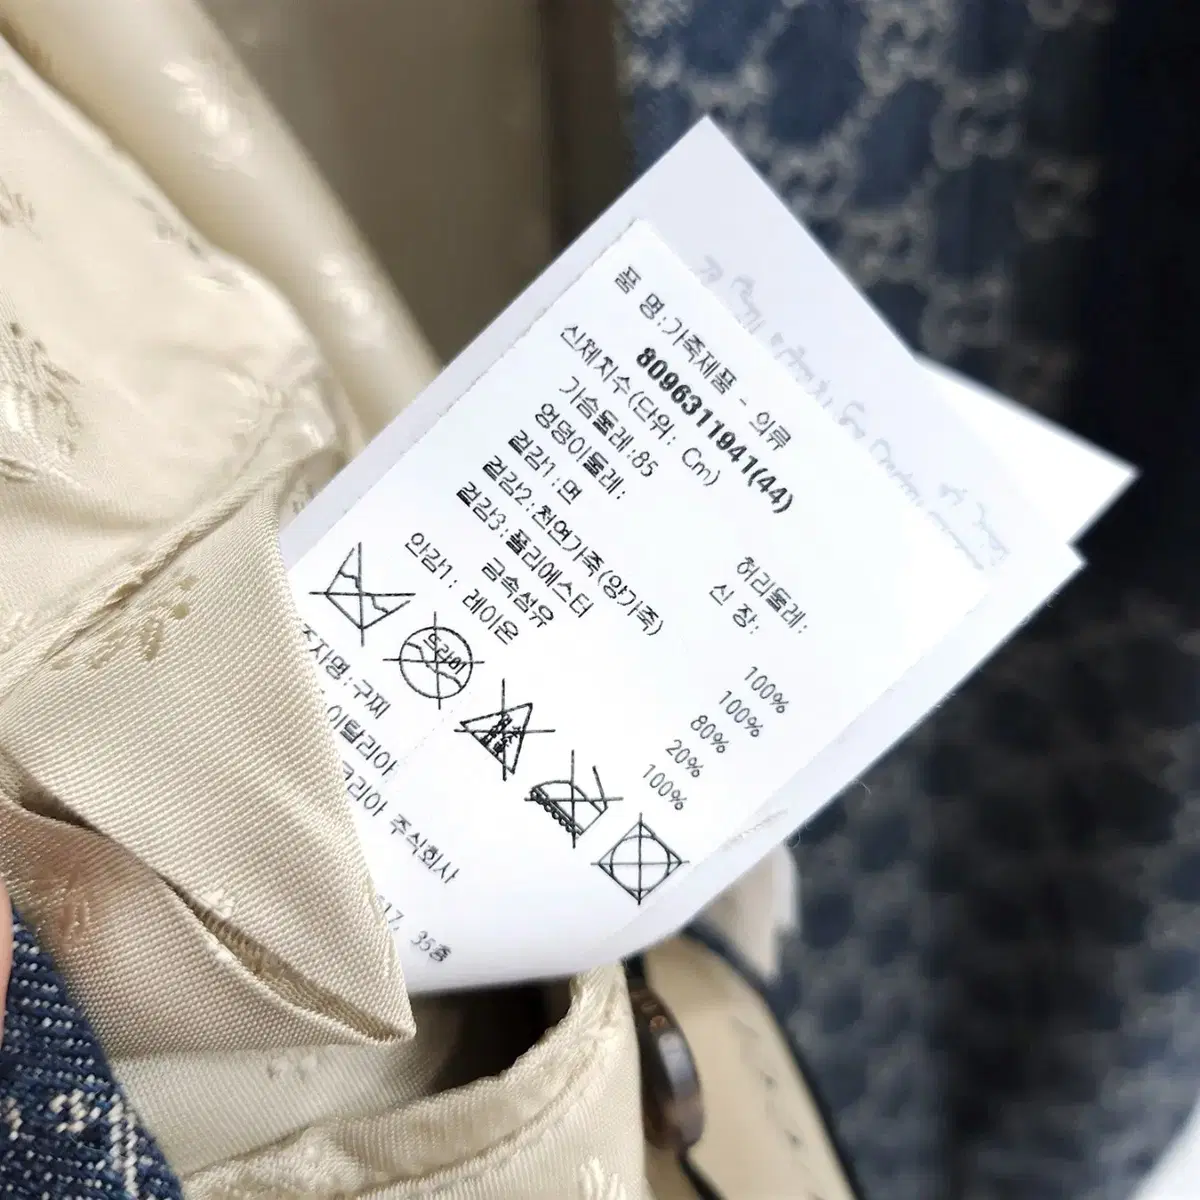 품 명:가죽제품 - 의류
8096311941(44)
신체치수(단위: Cm)
가슴둘레:85 허리둘레:
엉덩이둘레: 신 장:
겉감1:면 100%
겉감2:천연가죽(양가죽) 100%
겉감3:폴리에스터 80%
금속섬유 20%
안감1: 레이온 100%
드라이
조자명:구찌
이탈리아
코리아 주식회사
17, 35층